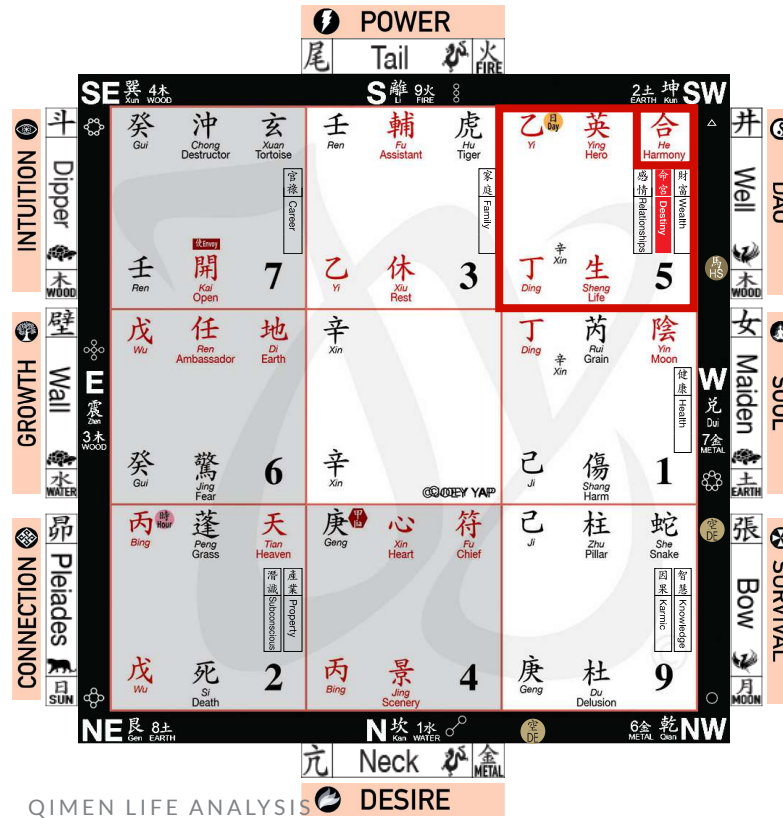 POWER
尾 Tail 火 FIRE
SE 巽 Xun 4木 WOOD
S 離 Li 9火 FIRE
2土 EARTH 坤 Kun SW
INTUITION
斗 Dipper 木 WOOD
癸 Gui 沖 Chong Destructor 玄 Xuan Tortoise
官祿 Career
使 Envoy
壬 Ren 開 Kai Open 7
壬 Ren 輔 Fu Assistant 虎 Hu Tiger
家庭 Family
乙 Yi 休 Xiu Rest 3
乙 Yi 日 Day 英 Ying Hero 合 He Harmony
感情 Relationships 命宮 Destiny 財富 Wealth
辛 Xin
丁 Ding 生 Sheng Life 5
井 Well 木 WOOD
DAO
馬 HS
GROWTH
壁 Wall 水 WATER
E 震 Zhen 3木 WOOD
戊 Wu 任 Ren Ambassador 地 Di Earth
癸 Gui 驚 Jing Fear 6
辛 Xin
辛 Xin
©JOEY YAP
丁 Ding 芮 Rui Grain 陰 Yin Moon
辛 Xin
健康 Health
己 Ji 傷 Shang Harm 1
W 兌 Dui 7金 METAL
女 Maiden 土 EARTH
SOUL
CONNECTION
昴 Pleiades 日 SUN
丙 Bing 時 Hour 蓬 Peng Grass 天 Tian Heaven
潛識 Subconscious 產業 Property
戊 Wu 死 Si Death 2
庚 Geng 甲 Jia 心 Xin Heart 符 Fu Chief
丙 Bing 景 Jing Scenery 4
己 Ji 柱 Zhu Pillar 蛇 She Snake
因果 Karmic 智慧 Knowledge
庚 Geng 杜 Du Delusion 9
空 DE
張 Bow 月 MOON
SURVIVAL
NE 艮 Gen 8土 EARTH
N 坎 Kan 1水 WATER
空 DE
6金 METAL 乾 Qian NW
亢 Neck 金 METAL
QIMEN LIFE ANALYSIS
DESIRE